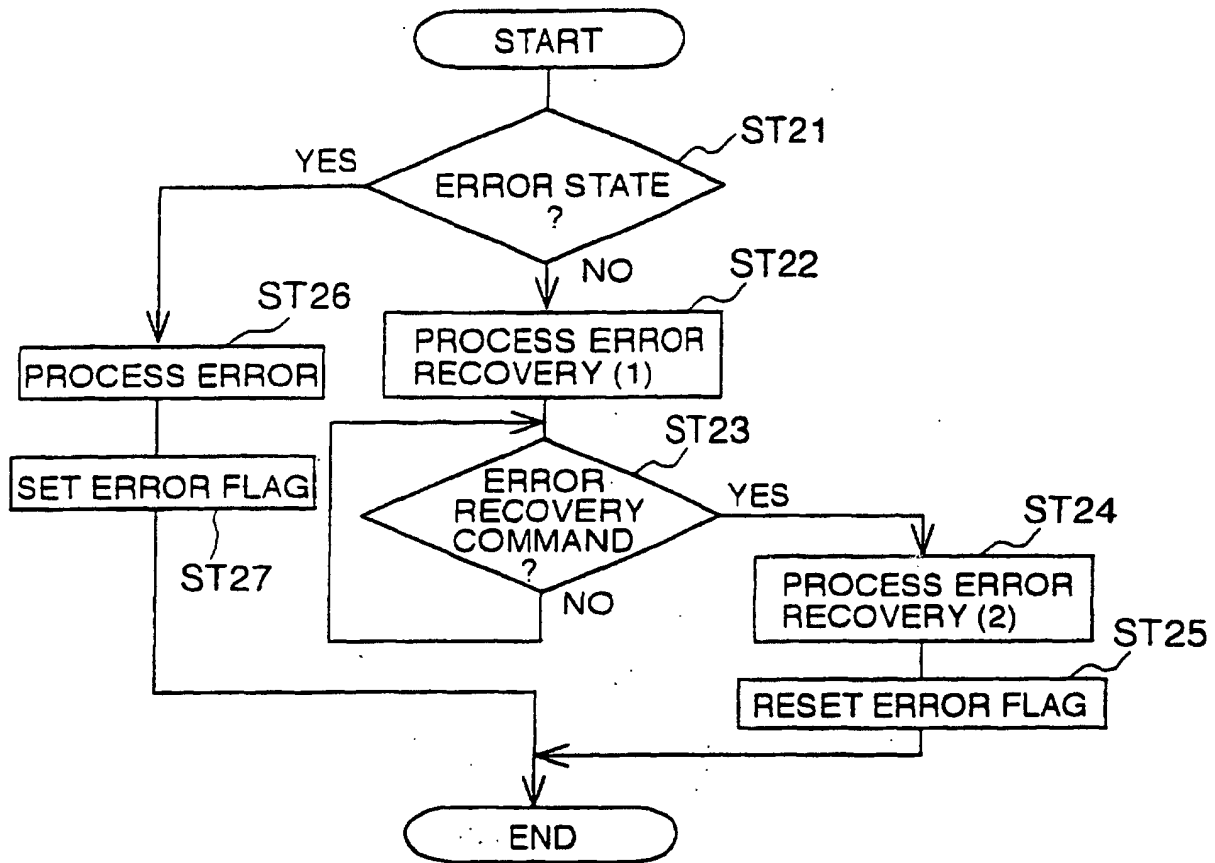 START
ST21
YES
ERROR STATE
?
NO
ST22
ST26
PROCESS ERROR
RECOVERY (1)
PROCESS ERROR
ST23
SET ERROR FLAG
ERROR
RECOVERY
COMMAND
?
YES
ST24
ST27
NO
PROCESS ERROR
RECOVERY (2)
ST25
RESET ERROR FLAG
END